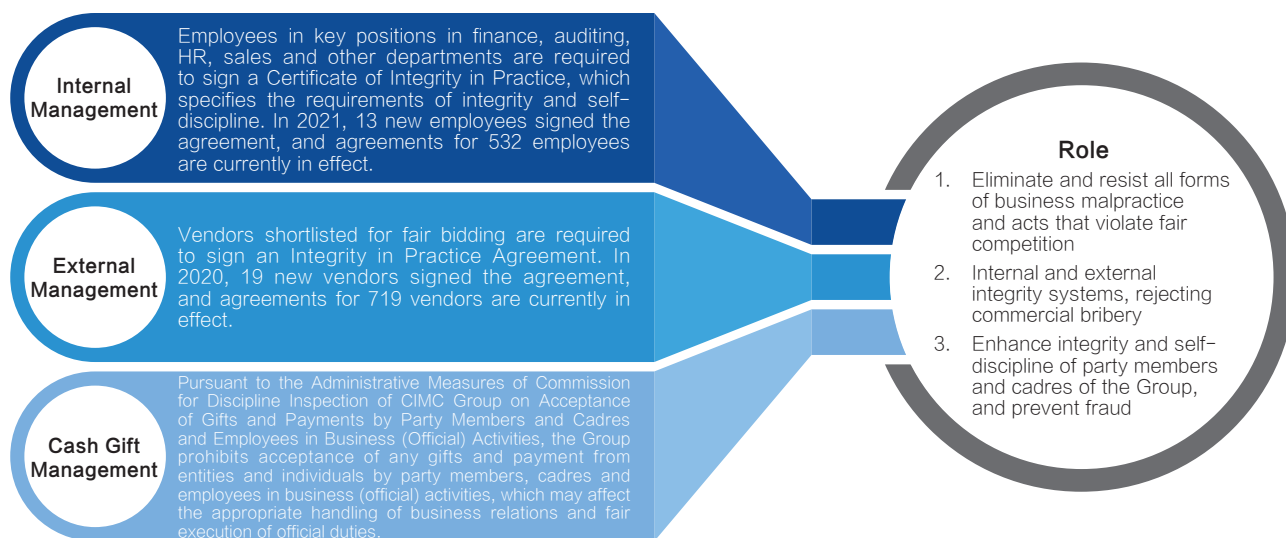 Internal
Management
Employees in key positions in finance, auditing,
HR, sales and other departments are required
to sign a Certificate of Integrity in Practice, which
specifies the requirements of integrity and self-
discipline. In 2021, 13 new employees signed the
agreement, and agreements for 532 employees
are currently in effect.
External
Management
Vendors shortlisted for fair bidding are required
to sign an Integrity in Practice Agreement. In
2020, 19 new vendors signed the agreement,
and agreements for 719 vendors are currently in
effect.
Cash Gift
Management
Pursuant to the Administrative Measures of Commission
for Discipline Inspection of CIMC Group on Acceptance
of Gifts and Payments by Party Members and Cadres
and Employees in Business (Official) Activities, the Group
prohibits acceptance of any gifts and payment from
entities and individuals by party members, cadres and
employees in business (official) activities, which may affect
the appropriate handling of business relations and fair
execution of official duties.
Role
1. Eliminate and resist all forms
of business malpractice
and acts that violate fair
competition
2. Internal and external
integrity systems, rejecting
commercial bribery
3. Enhance integrity and self-
discipline of party members
and cadres of the Group,
and prevent fraud